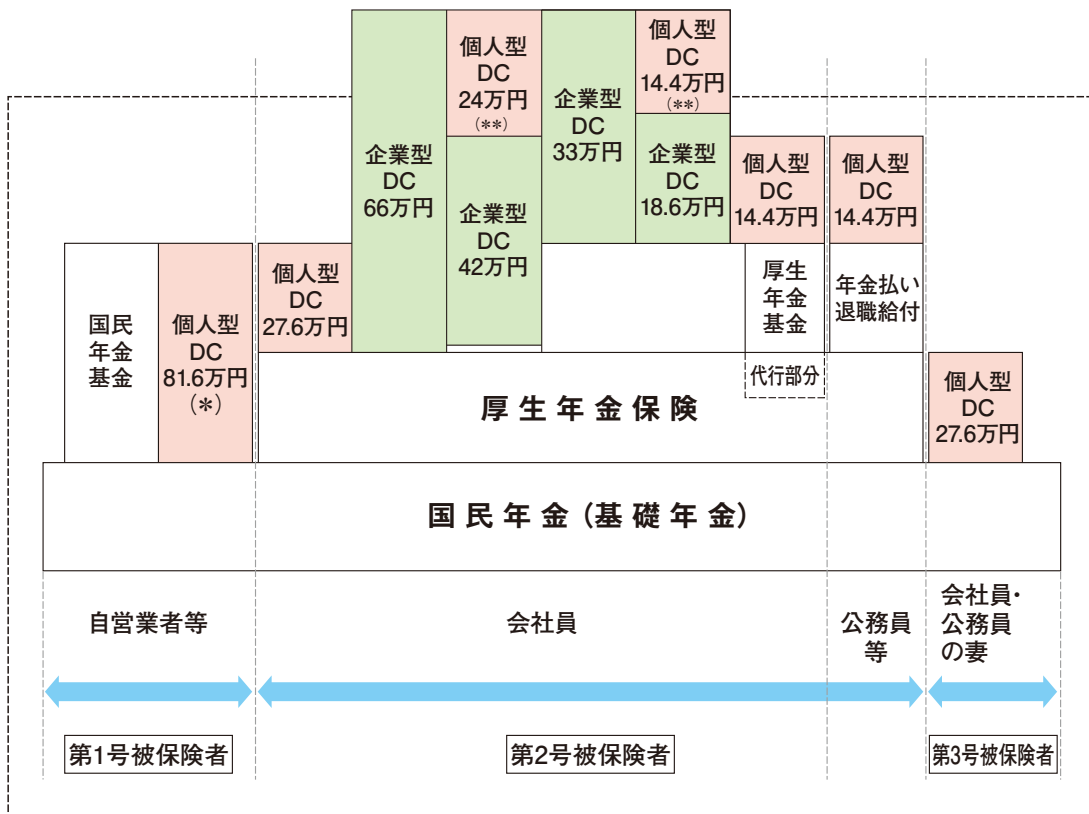 国民
年金
基金
個人型
DC
81.6万円
(*)
個人型
DC
27.6万円
企業型
DC
66万円
個人型
DC
24万円
(**)
企業型
DC
42万円
企業型
DC
33万円
個人型
DC
14.4万円
(**)
企業型
DC
18.6万円
個人型
DC
14.4万円
厚生
年金
基金
代行部分
個人型
DC
14.4万円
年金払い
退職給付
個人型
DC
27.6万円
厚生年金保険
国民年金(基礎年金)
自営業者等
会社員
公務員
等
会社員・
公務員
の妻
第1号被保険者
第2号被保険者
第3号被保険者